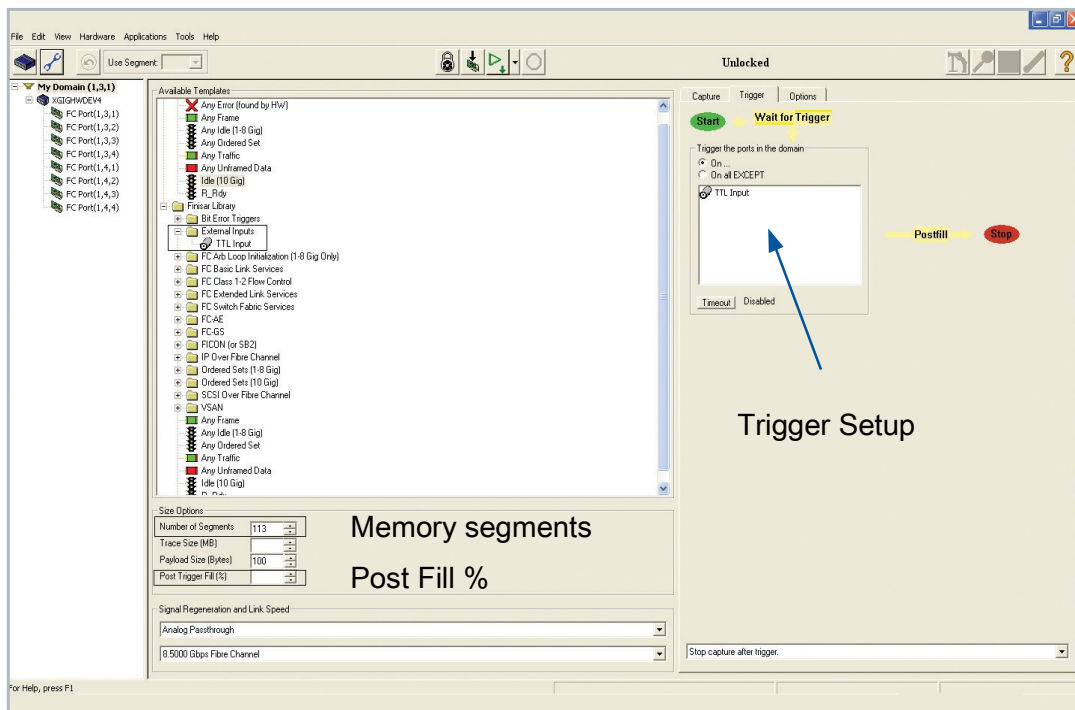 File Edit View Hardware Applications Tools Help
Use Segment:
Unlocked
My Domain (1,3,1)
XGIGHWDEV4
FC Port(1,3,1)
FC Port(1,3,2)
FC Port(1,3,3)
FC Port(1,3,4)
FC Port(1,4,1)
FC Port(1,4,2)
FC Port(1,4,3)
FC Port(1,4,4)
Available Templates
Any Error (found by HW)
Any Frame
Any Idle (1-8 Gig)
Any Ordered Set
Any Traffic
Any Unframed Data
Idle (10 Gig)
R_Rdy
Finisar Library
Bit Error Triggers
External Inputs
TTL Input
FC Arb Loop Initialization (1-8 Gig Only)
FC Basic Link Services
FC Class 1-2 Flow Control
FC Extended Link Services
FC Switch Fabric Services
FC-AE
FC-GS
FICON (or SB2)
IP Over Fibre Channel
Ordered Sets (1-8 Gig)
Ordered Sets (10 Gig)
SCSI Over Fibre Channel
VSAN
Any Frame
Any Idle (1-8 Gig)
Any Ordered Set
Any Traffic
Any Unframed Data
Idle (10 Gig)
R_Rdy
Size Options
Number of Segments 113
Trace Size (MB)
Payload Size (Bytes) 100
Post Trigger Fill (%)
Memory segments
Post Fill %
Signal Regeneration and Link Speed
Analog Passthrough
8.5000 Gbps Fibre Channel
Capture Trigger Options
Start Wait for Trigger
Trigger the ports in the domain
On ...
On all EXCEPT
TTL Input
Timeout Disabled
Postfill Stop
Trigger Setup
Stop capture after trigger.
For Help, press F1